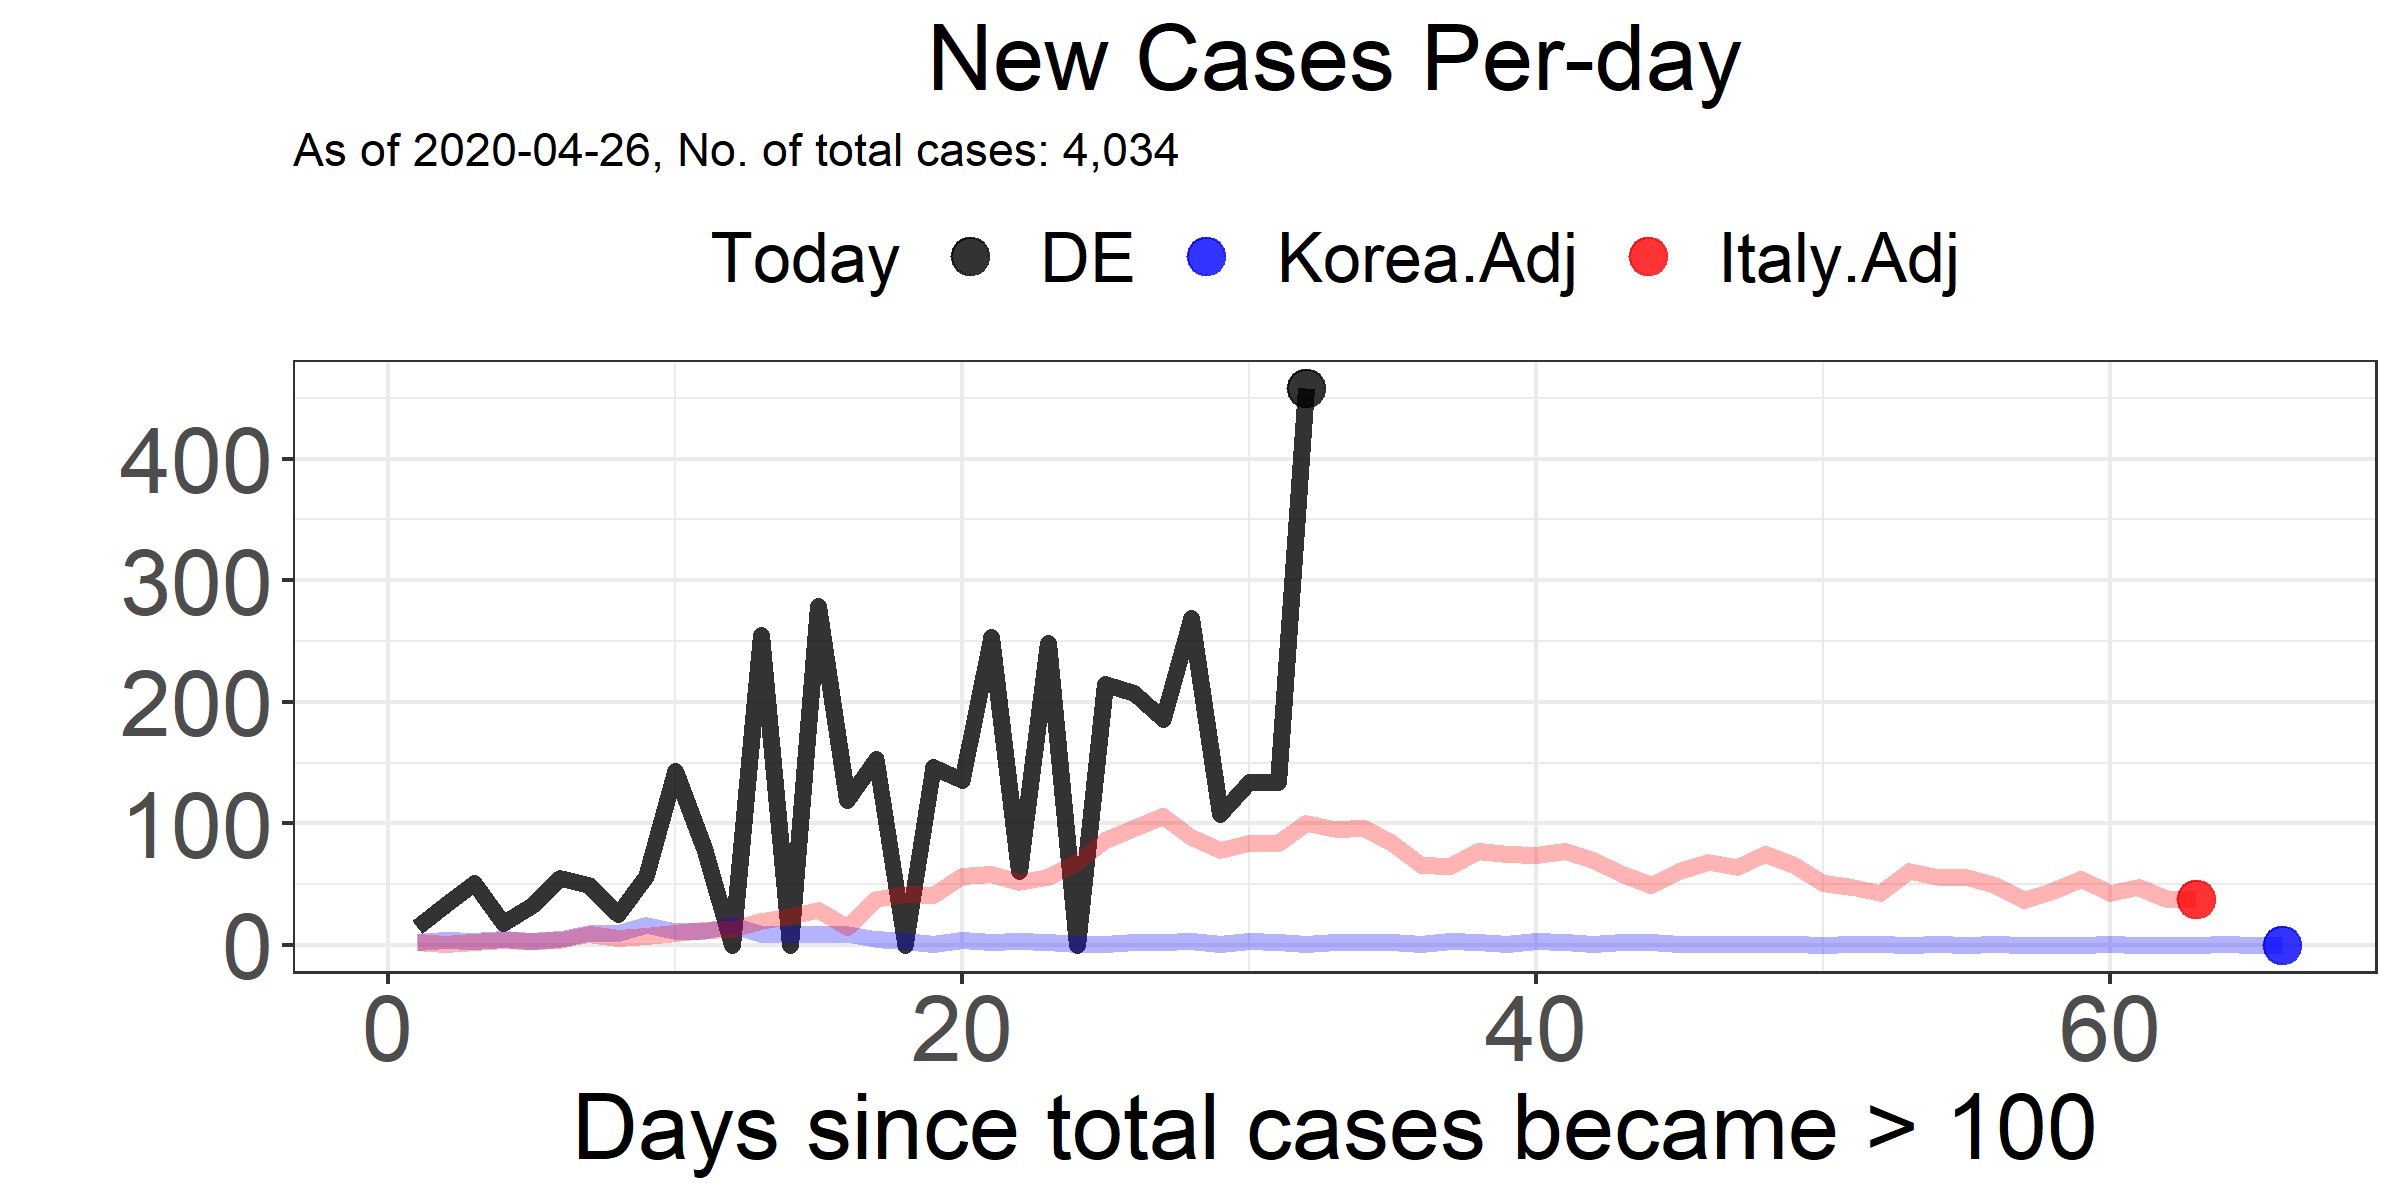 New Cases Per-day
As of 2020-04-26, No. of total cases: 4,034
Today DE Korea.Adj Italy.Adj
400
300
200
100
0
0 20 40 60
Days since total cases became > 100